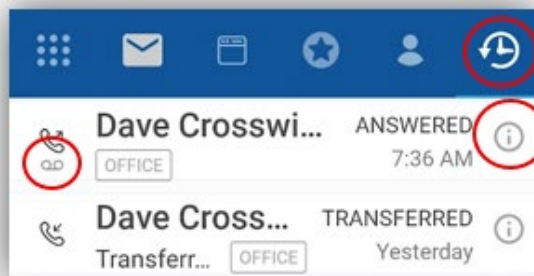 Dave Crosswi... ANSWERED
OFFICE 7:36 AM
Dave Cross... TRANSFERRED
Transferr... OFFICE Yesterday